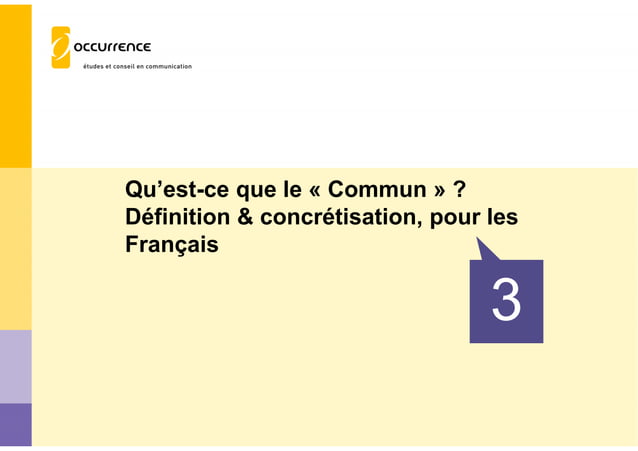 occurrence
études et conseil en communication
Qu’est-ce que le « Commun » ?
Définition & concrétisation, pour les
Français
3